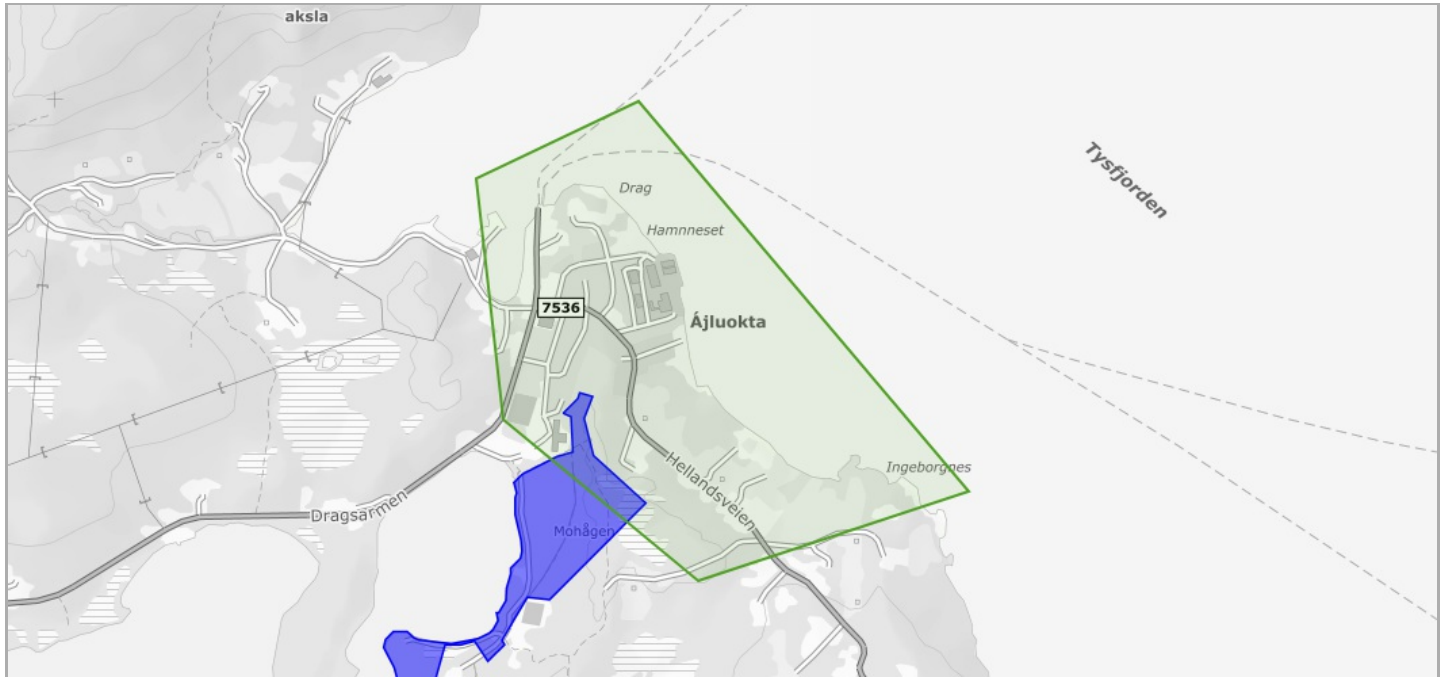 aksla
Tysfjorden
Drag
Hamnneset
7536
Ájluokta
Ingeborgnes
Hellandsveien
Dragsarmen
Mohågen